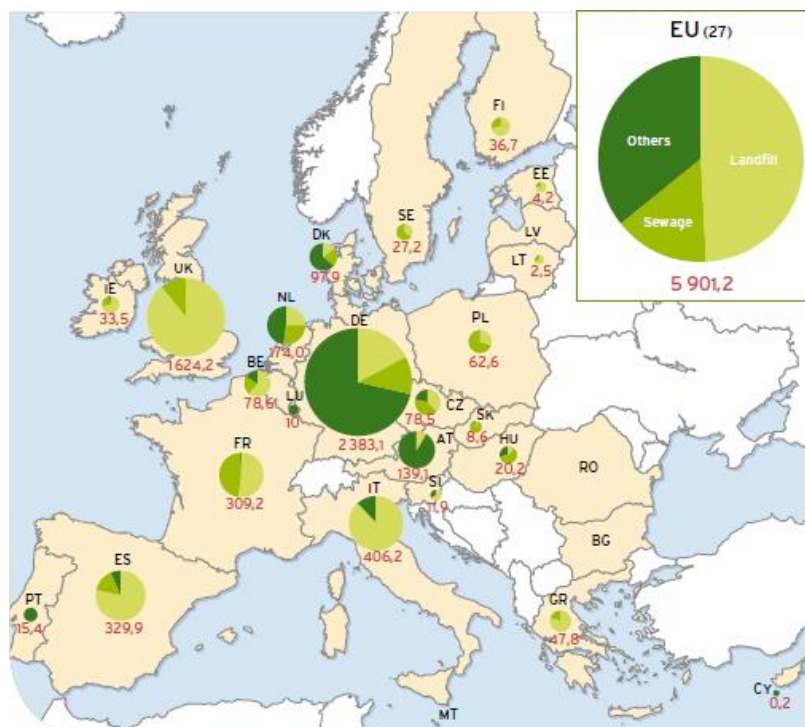 EU (27)
Others
Landfill
Sewage
5 901,2
FI
36,7
EE
4,2
SE
27,2
LV
DK
97,9
LT
2,5
IE
33,5
UK
1 624,2
NL
174,0
DE
2 383,1
PL
62,6
BE
78,6
LU
10
CZ
78,5
SK
8,6
AT
139,1
HU
20,2
FR
309,2
RO
IT
406,2
SI
11,9
BG
ES
329,9
PT
15,4
GR
47,8
CY
0,2
MT